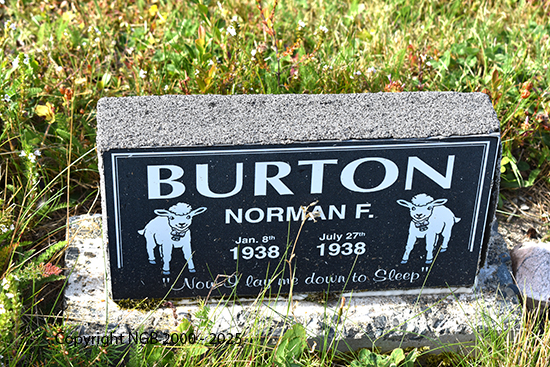 BURTON
NORMAN F.
Jan. 8th July 27th
1938 1938
"Now I lay me down to Sleep"
Copyright NGB 2000 - 2025